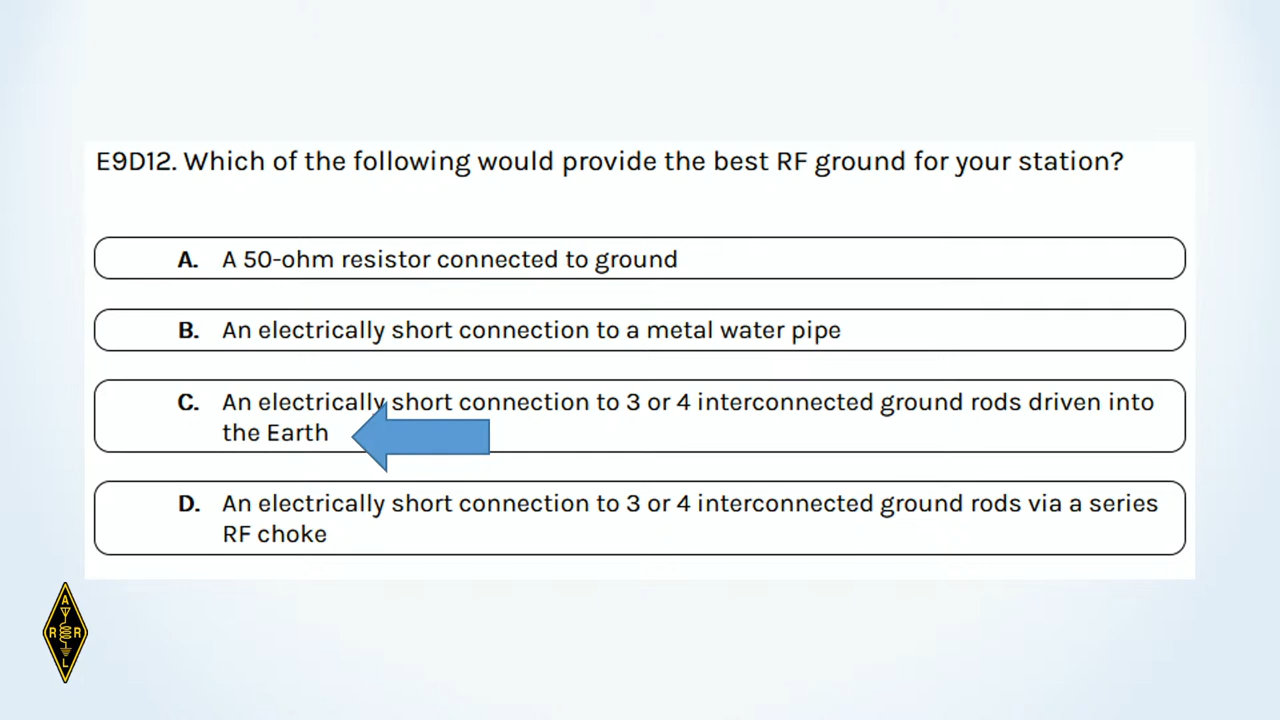 E9D12. Which of the following would provide the best RF ground for your station?
A. A 50-ohm resistor connected to ground
B. An electrically short connection to a metal water pipe
C. An electrically short connection to 3 or 4 interconnected ground rods driven into
the Earth
D. An electrically short connection to 3 or 4 interconnected ground rods via a series
RF choke
A
R R
L